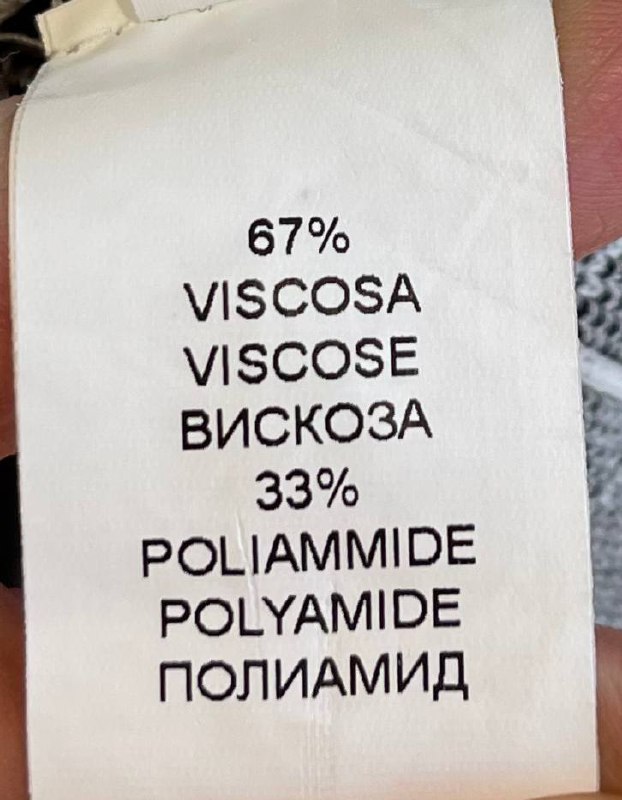 67%
VISCOSA
VISCOSE
ВИСКОЗА
33%
POLIAMMIDE
POLYAMIDE
ПОЛИАМИД